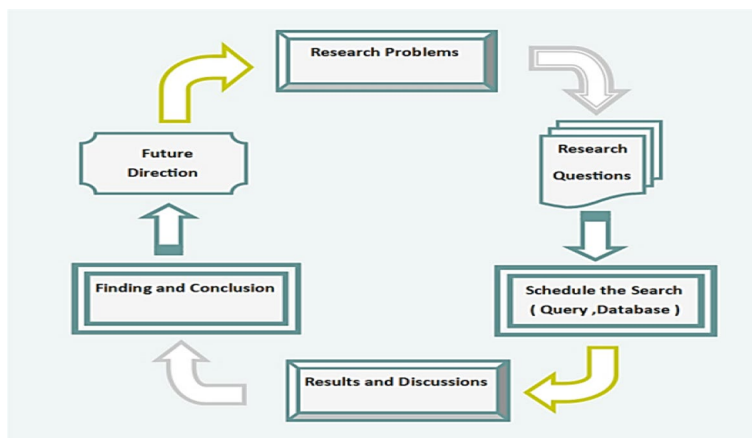 Research Problems
Research
Questions
Schedule the Search
( Query ,Database )
Results and Discussions
Finding and Conclusion
Future
Direction